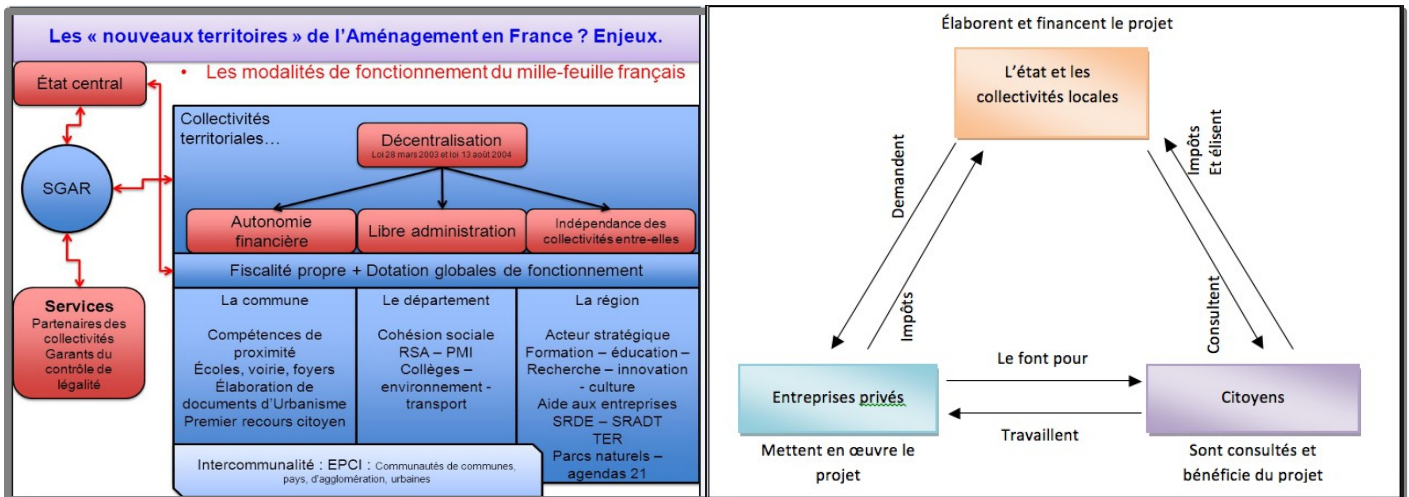 Les « nouveaux territoires » de l’Aménagement en France ? Enjeux.
• Les modalités de fonctionnement du mille-feuille français
État central
SGAR
Services
Partenaires des
collectivités
Garants du
contrôle de
légalité
Collectivités
territoriales…
Décentralisation
Loi 28 mars 2003 et loi 13 août 2004
Autonomie
financière
Libre administration
Indépendance des
collectivités entre-elles
Fiscalité propre + Dotation globales de fonctionnement
La commune
Compétences de
proximité
Écoles, voirie, foyers
Élaboration de
documents d’Urbanisme
Premier recours citoyen
Le département
Cohésion sociale
RSA – PMI
Collèges –
environnement -
transport
La région
Acteur stratégique
Formation – éducation –
Recherche – innovation
- culture
Aide aux entreprises
SRDE – SRADT
TER
Parcs naturels –
agendas 21
Intercommunalité : EPCI : Communautés de communes,
pays, d’agglomération, urbaines
Élaborent et financent le projet
L’état et les
collectivités locales
Demandent
Impôts
Impôts
Et élisent
Consultent
Le font pour
Travaillent
Entreprises privés
Mettent en œuvre le
projet
Citoyens
Sont consultés et
bénéficie du projet